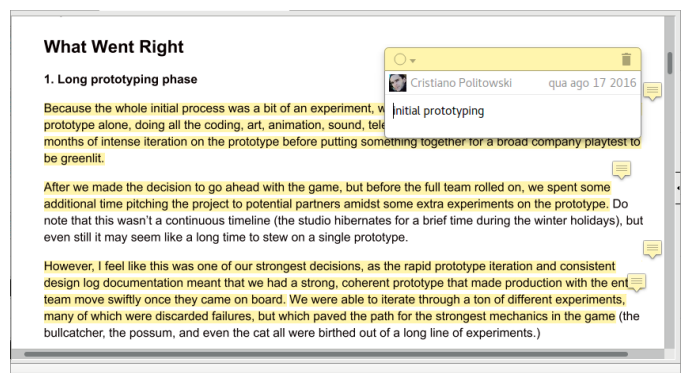 What Went Right
1. Long prototyping phase
Cristiano Politowski qua ago 17 2016
initial prototyping
Because the whole initial process was a bit of an experiment, w
prototype alone, doing all the coding, art, animation, sound, tele
months of intense iteration on the prototype before putting something together for a broad company playtest to
be greenlit.
After we made the decision to go ahead with the game, but before the full team rolled on, we spent some
additional time pitching the project to potential partners amidst some extra experiments on the prototype. Do
note that this wasn't a continuous timeline (the studio hibernates for a brief time during the winter holidays), but
even still it may seem like a long time to stew on a single prototype.
However, I feel like this was one of our strongest decisions, as the rapid prototype iteration and consistent
design log documentation meant that we had a strong, coherent prototype that made production with the ent
team move swiftly once they came on board. We were able to iterate through a ton of different experiments,
many of which were discarded failures, but which paved the path for the strongest mechanics in the game (the
bullcatcher, the possum, and even the cat all were birthed out of a long line of experiments.)